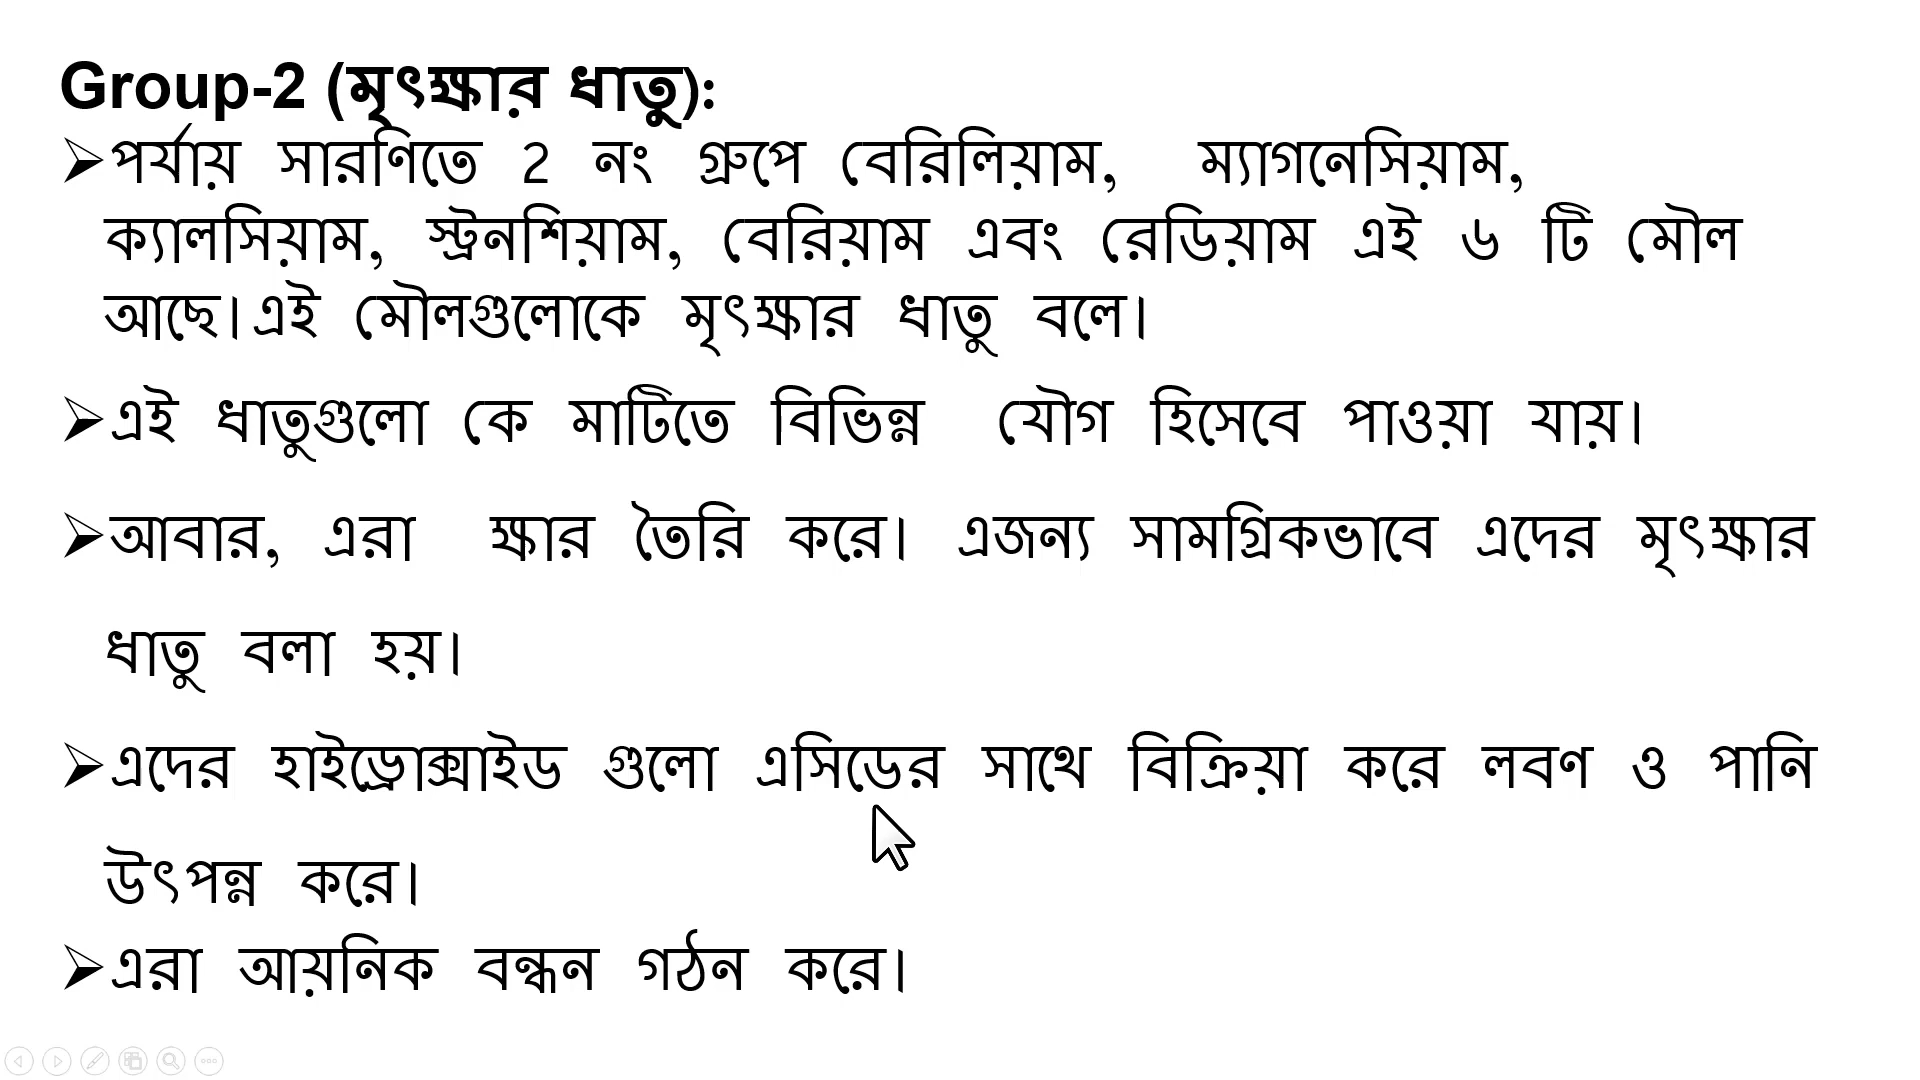 Group-2 (মৃৎক্ষার ধাতু):
➢পর্যায় সারণিতে 2 নং গ্রুপে বেরিলিয়াম, ম্যাগনেসিয়াম,
ক্যালসিয়াম, স্ট্রনশিয়াম, বেরিয়াম এবং রেডিয়াম এই ৬ টি মৌল
আছে। এই মৌলগুলোকে মৃৎক্ষার ধাতু বলে।
➢এই ধাতুগুলো কে মাটিতে বিভিন্ন যৌগ হিসেবে পাওয়া যায়।
➢আবার, এরা ক্ষার তৈরি করে। এজন্য সামগ্রিকভাবে এদের মৃৎক্ষার
ধাতু বলা হয়।
➢এদের হাইড্রোক্সাইড গুলো এসিডের সাথে বিক্রিয়া করে লবণ ও পানি
উৎপন্ন করে।
➢এরা আয়নিক বন্ধন গঠন করে।